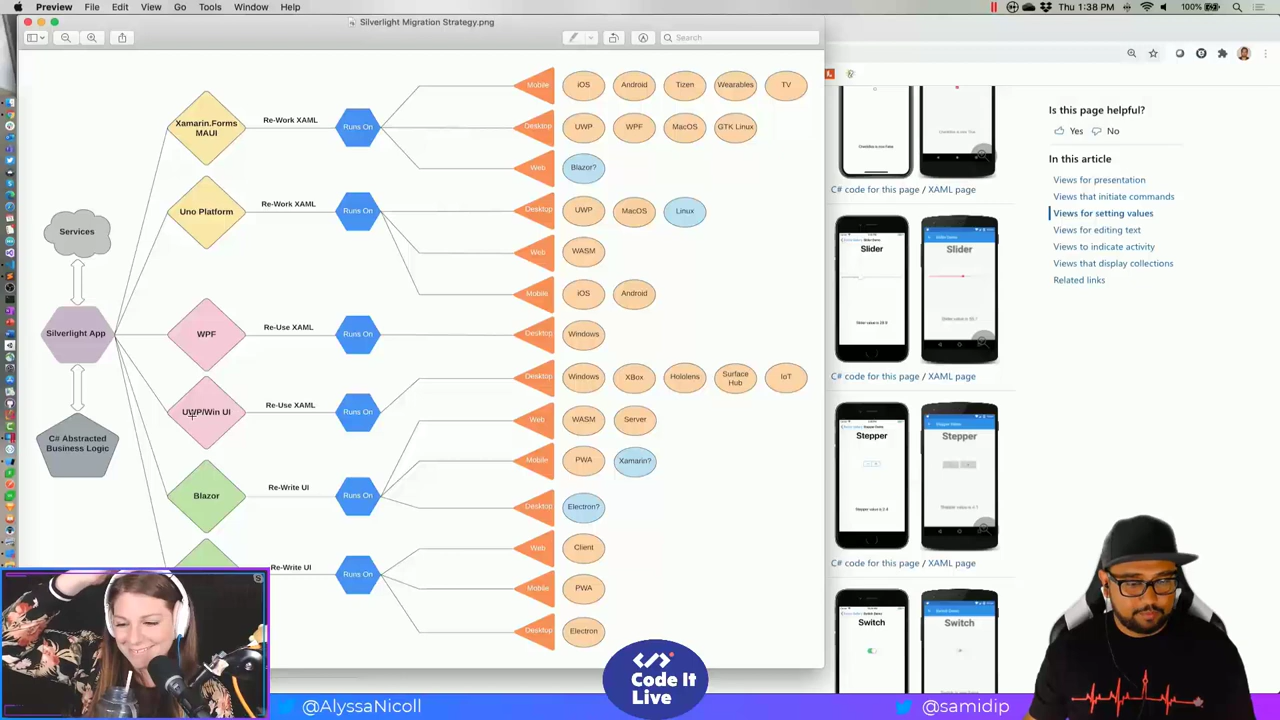 Preview File Edit View Go Tools Window Help
100% Thu 1:38 PM
Silverlight Migration Strategy.png
Search
Xamarin.Forms
MAUI
Re-Work XAML
Runs On
Mobile iOS Android Tizen Wearables TV
Desktop UWP WPF MacOS GTK Linux
Web Blazor?
Uno Platform
Re-Work XAML
Runs On
Desktop UWP MacOS Linux
Web WASM
Mobile iOS Android
Services
Silverlight App
C# Abstracted
Business Logic
WPF
Re-Use XAML
Runs On
Desktop Windows
UWP/Win UI
Re-Use XAML
Runs On
Desktop Windows XBox Hololens Surface Hub IoT
Blazor
Re-Write UI
Runs On
Web WASM Server
Mobile PWA Xamarin?
Desktop Electron?
Re-Write UI
Runs On
Web Client
Mobile PWA
Desktop Electron
C# code for this page / XAML page
Slider Slider
C# code for this page / XAML page
Stepper Stepper
C# code for this page / XAML page
Switch Switch
Is this page helpful?
Yes No
In this article
Views for presentation
Views that initiate commands
Views for setting values
Views for editing text
Views to indicate activity
Views that display collections
Related links
Code It
Live
@AlyssaNicoll
@samidip